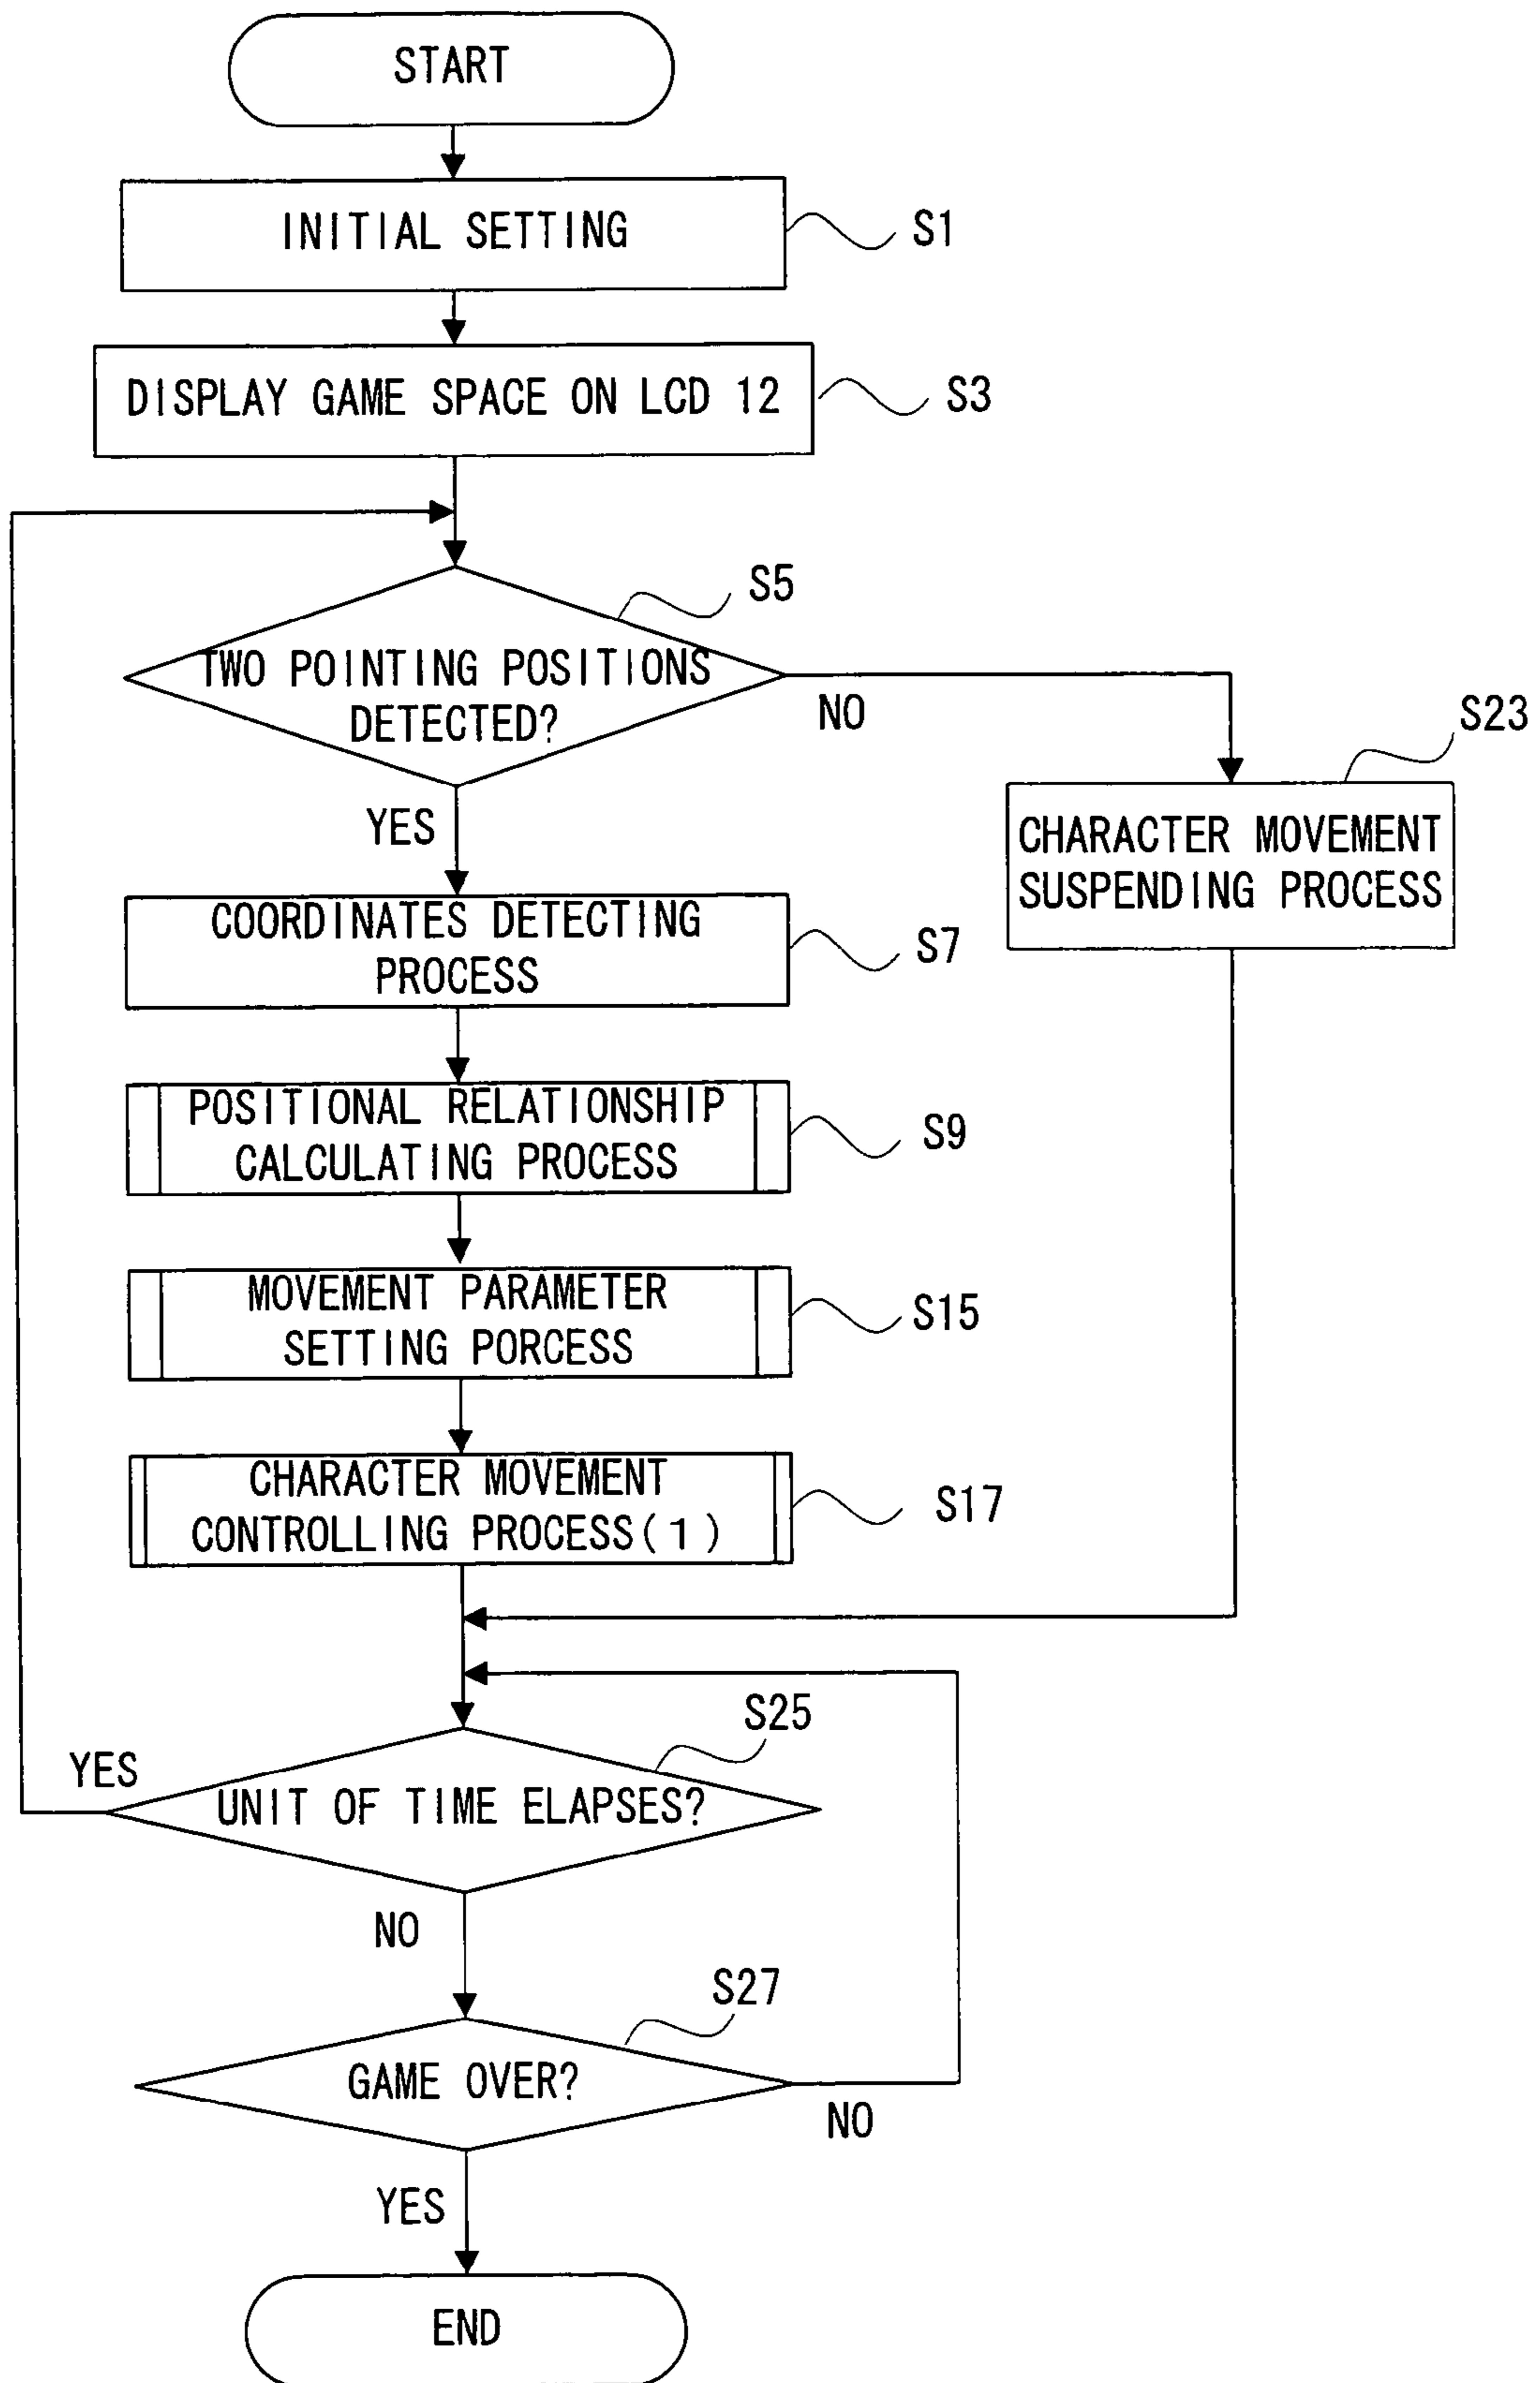 START
INITIAL SETTING
S1
DISPLAY GAME SPACE ON LCD 12
S3
S5
TWO POINTING POSITIONS
DETECTED?
NO
S23
YES
CHARACTER MOVEMENT
SUSPENDING PROCESS
COORDINATES DETECTING
PROCESS
S7
POSITIONAL RELATIONSHIP
CALCULATING PROCESS
S9
MOVEMENT PARAMETER
SETTING PORCESS
S15
CHARACTER MOVEMENT
CONTROLLING PROCESS(1)
S17
S25
YES
UNIT OF TIME ELAPSES?
NO
S27
GAME OVER?
NO
YES
END